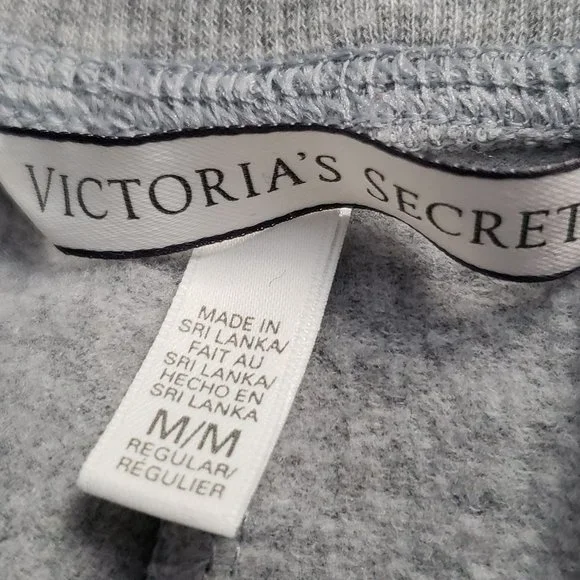 VICTORIA'S SECRET
MADE IN
SRI LANKA/
FAIT AU
SRI LANKA/
HECHO EN
SRI LANKA
M/M
REGULAR/
RÉGULIER